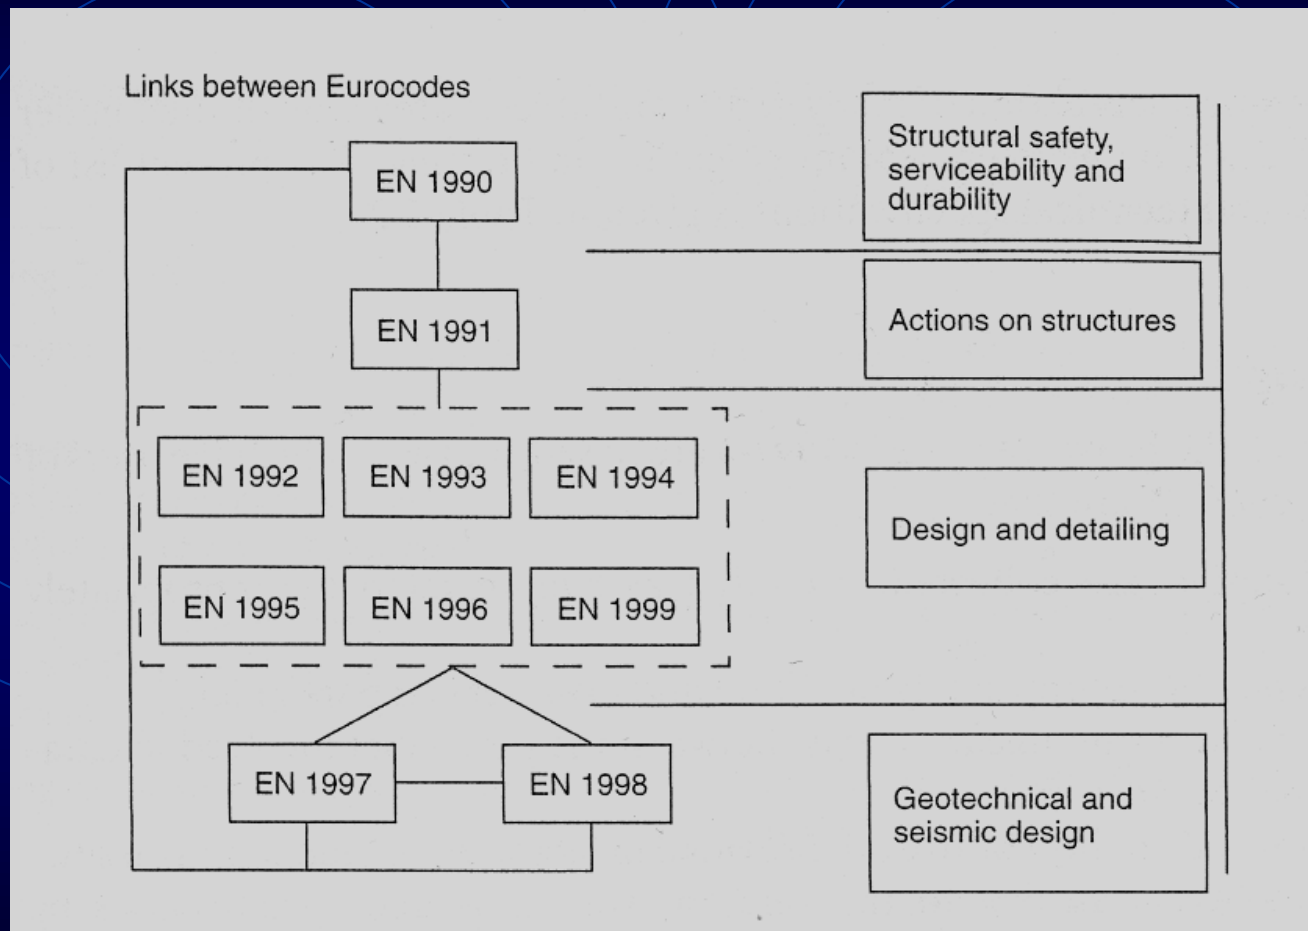 Links between Eurocodes
EN 1990
Structural safety,
serviceability and
durability
EN 1991
Actions on structures
EN 1992
EN 1993
EN 1994
Design and detailing
EN 1995
EN 1996
EN 1999
EN 1997
EN 1998
Geotechnical and
seismic design